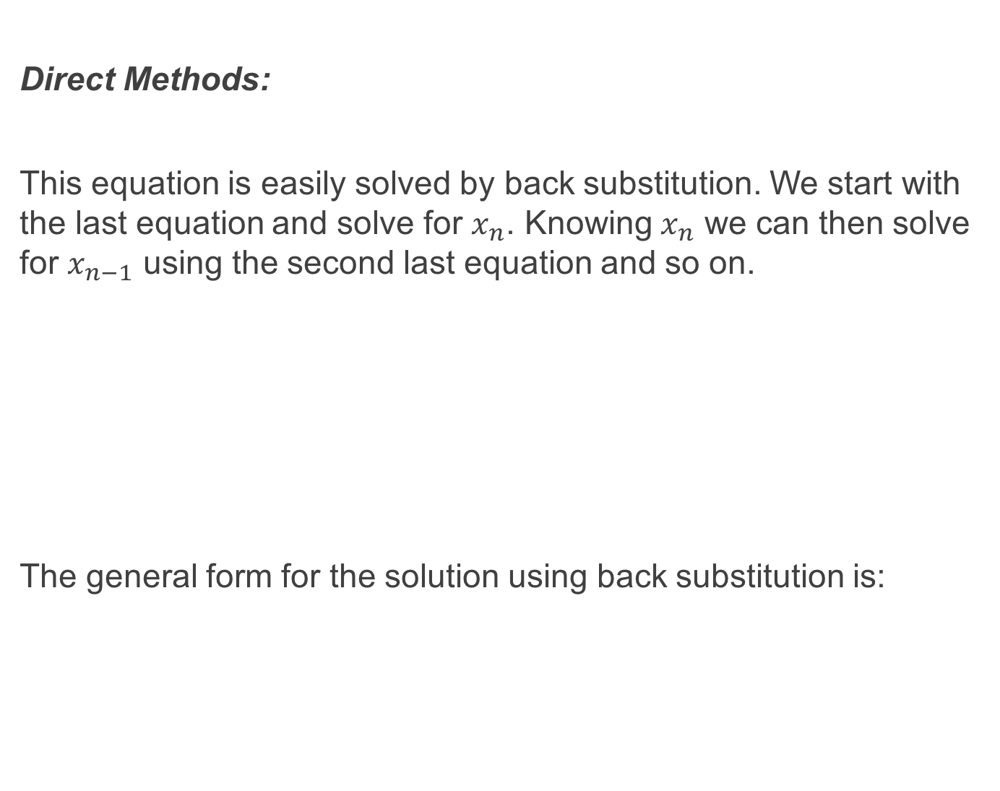 Direct Methods:
This equation is easily solved by back substitution. We start with
the last equation and solve for $x_n$. Knowing $x_n$ we can then solve
for $x_{n-1}$ using the second last equation and so on.
The general form for the solution using back substitution is: